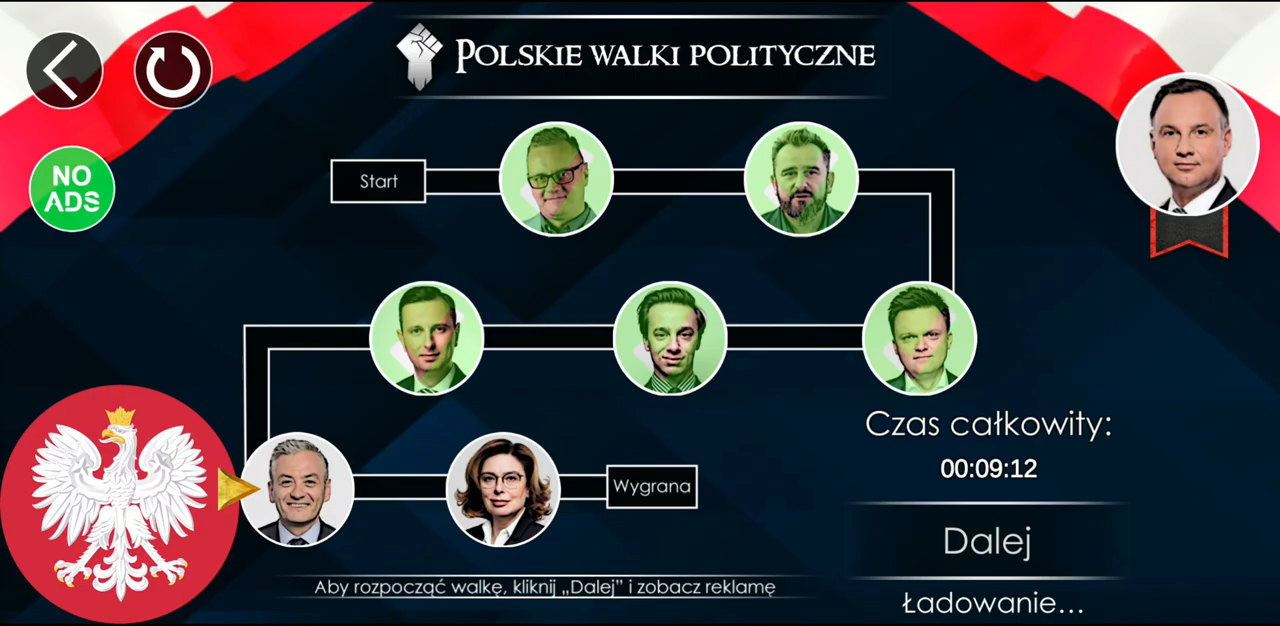 POLSKIE WALKI POLITYCZNE
NO
ADS
Start
Czas całkowity:
00:09:12
Wygrana
Dalej
Aby rozpocząć walkę, kliknij „Dalej” i zobacz reklamę
Ładowanie...